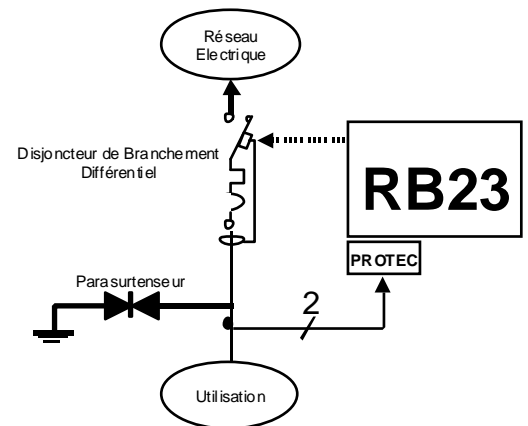 Réseau
Electrique
Disjoncteur de Branchement
Différentiel
RB23
PROTEC
Parasurtenseur
2
Utilisation